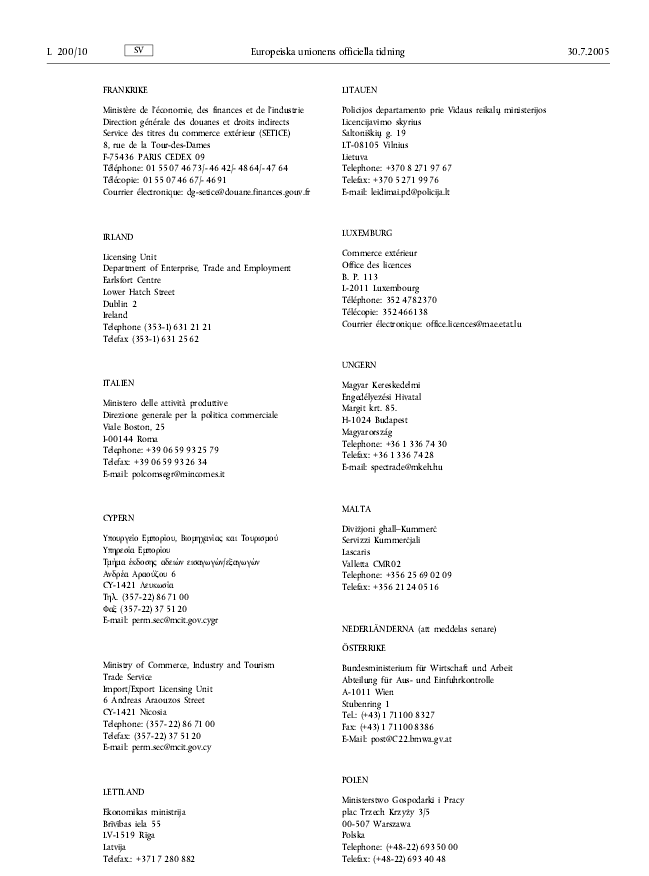 L 200/10
SV
Europeiska unionens officiella tidning
30.7.2005
FRANKRIKE
Ministère de l'économie, des finances et de l'industrie
Direction générale des douanes et droits indirects
Service des titres du commerce extérieur (SETICE)
8, rue de la Tour-des-Dames
F-75436 PARIS CEDEX 09
Téléphone: 01 55 07 46 73/- 46 42/- 48 64/- 47 64
Télécopie: 01 55 07 46 67/- 46 91
Courrier électronique: dg-setice@douane.finances.gouv.fr
IRLAND
Licensing Unit
Department of Enterprise, Trade and Employment
Earlsfort Centre
Lower Hatch Street
Dublin 2
Ireland
Telephone (353-1) 631 21 21
Telefax (353-1) 631 25 62
ITALIEN
Ministero delle attività produttive
Direzione generale per la politica commerciale
Viale Boston, 25
I-00144 Roma
Telephone: +39 06 59 93 25 79
Telefax: +39 06 59 93 26 34
E-mail: polcomsegr@mincomes.it
CYPERN
Υπουργείο Εμπορίου, Βιομηχανίας και Τουρισμού
Υπηρεσία Εμπορίου
Τμήμα έκδοσης αδειών εισαγωγών/εξαγωγών
Ανδρέα Αραούζου 6
CY-1421 Λευκωσία
Τηλ. (357-22) 86 71 00
Φαξ (357-22) 37 51 20
E-mail: perm.sec@mcit.gov.cygr
Ministry of Commerce, Industry and Tourism
Trade Service
Import/Export Licensing Unit
6 Andreas Araouzos Street
CY-1421 Nicosia
Telephone: (357- 22) 86 71 00
Telefax: (357-22) 37 51 20
E-mail: perm.sec@mcit.gov.cy
LETTLAND
Ekonomikas ministrija
Brīvības iela 55
LV-1519 Rīga
Latvija
Telefax.: +371 7 280 882
LITAUEN
Policijos departamento prie Vidaus reikalų ministerijos
Licencijavimo skyrius
Saltoniškių g. 19
LT-08105 Vilnius
Lietuva
Telephone: +370 8 271 97 67
Telefax: +370 5 271 99 76
E-mail: leidimai.pd@policija.lt
LUXEMBURG
Commerce extérieur
Office des licences
B. P. 113
L-2011 Luxembourg
Téléphone: 352 4782370
Télécopie: 352 466138
Courrier électronique: office.licences@mae.etat.lu
UNGERN
Magyar Kereskedelmi
Engedélyezési Hivatal
Margit krt. 85.
H-1024 Budapest
Magyarország
Telephone: +36 1 336 74 30
Telefax: +36 1 336 74 28
E-mail: spectrade@mkeh.hu
MALTA
Diviżjoni għall–Kummerċ
Servizzi Kummerċjali
Lascaris
Valletta CMR02
Telephone: +356 25 69 02 09
Telefax: +356 21 24 05 16
NEDERLÄNDERNA (att meddelas senare)
ÖSTERRIKE
Bundesministerium für Wirtschaft und Arbeit
Abteilung für Aus- und Einfuhrkontrolle
A-1011 Wien
Stubenring 1
Tel.: (+43) 1 71100 8327
Fax: (+43) 1 71100 8386
E-Mail: post@C22.bmwa.gv.at
POLEN
Ministerstwo Gospodarki i Pracy
plac Trzech Krzyży 3/5
00-507 Warszawa
Polska
Telephone: (+48-22) 693 50 00
Telefax: (+48-22) 693 40 48